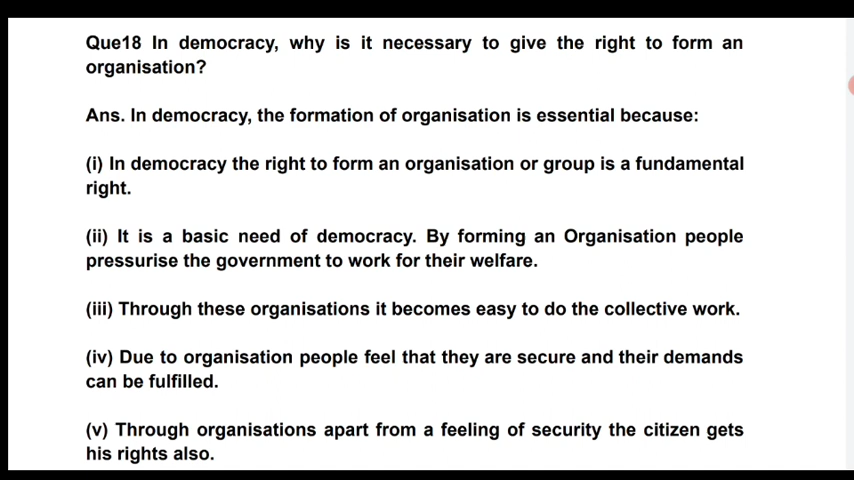 Que18 In democracy, why is it necessary to give the right to form an
organisation?
Ans. In democracy, the formation of organisation is essential because:
(i) In democracy the right to form an organisation or group is a fundamental
right.
(ii) It is a basic need of democracy. By forming an Organisation people
pressurise the government to work for their welfare.
(iii) Through these organisations it becomes easy to do the collective work.
(iv) Due to organisation people feel that they are secure and their demands
can be fulfilled.
(v) Through organisations apart from a feeling of security the citizen gets
his rights also.